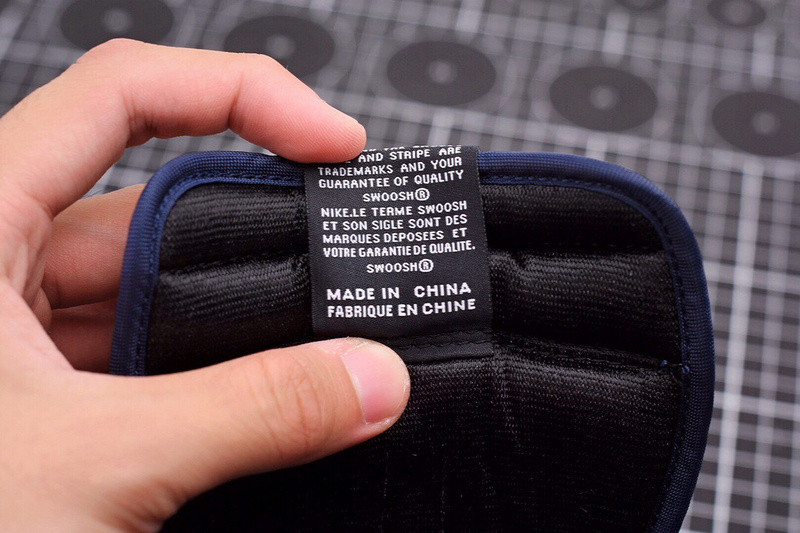 AND STRIPE ARE
TRADEMARKS AND YOUR
GUARANTEE OF QUALITY
SWOOSH®
NIKE.LE TERME SWOOSH
ET SON SIGLE SONT DES
MARQUES DEPOSEES ET
VOTRE GARANTIE DE QUALITE.
SWOOSH®
MADE IN CHINA
FABRIQUE EN CHINE